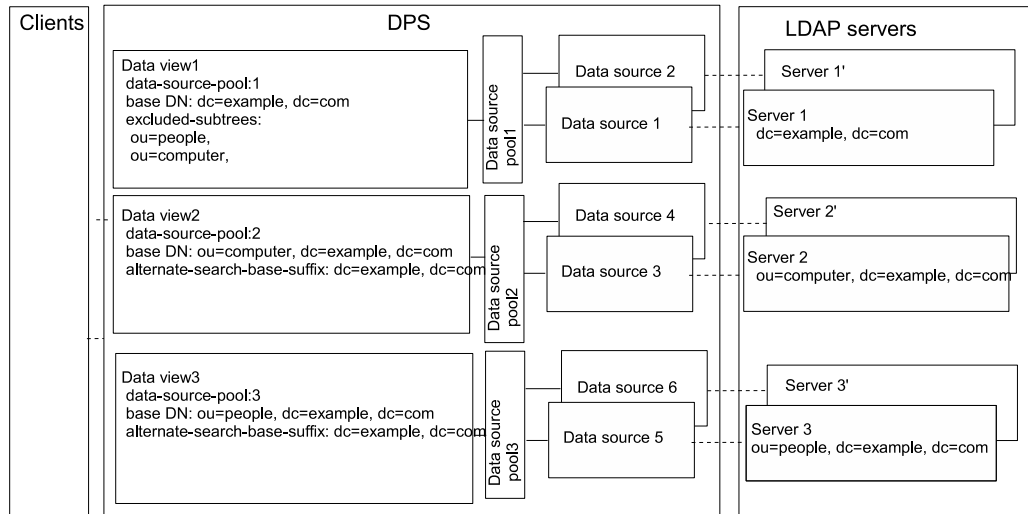 Clients
DPS
LDAP servers
Data view1
data-source-pool:1
base DN: dc=example, dc=com
excluded-subtrees:
ou=people,
ou=computer,
Data source
pool1
Data source 2
Data source 1
Server 1'
Server 1
dc=example, dc=com
Data view2
data-source-pool:2
base DN: ou=computer, dc=example, dc=com
alternate-search-base-suffix: dc=example, dc=com
Data source
pool2
Data source 4
Data source 3
Server 2'
Server 2
ou=computer, dc=example, dc=com
Data view3
data-source-pool:3
base DN: ou=people, dc=example, dc=com
alternate-search-base-suffix: dc=example, dc=com
Data source
pool3
Data source 6
Data source 5
Server 3'
Server 3
ou=people, dc=example, dc=com